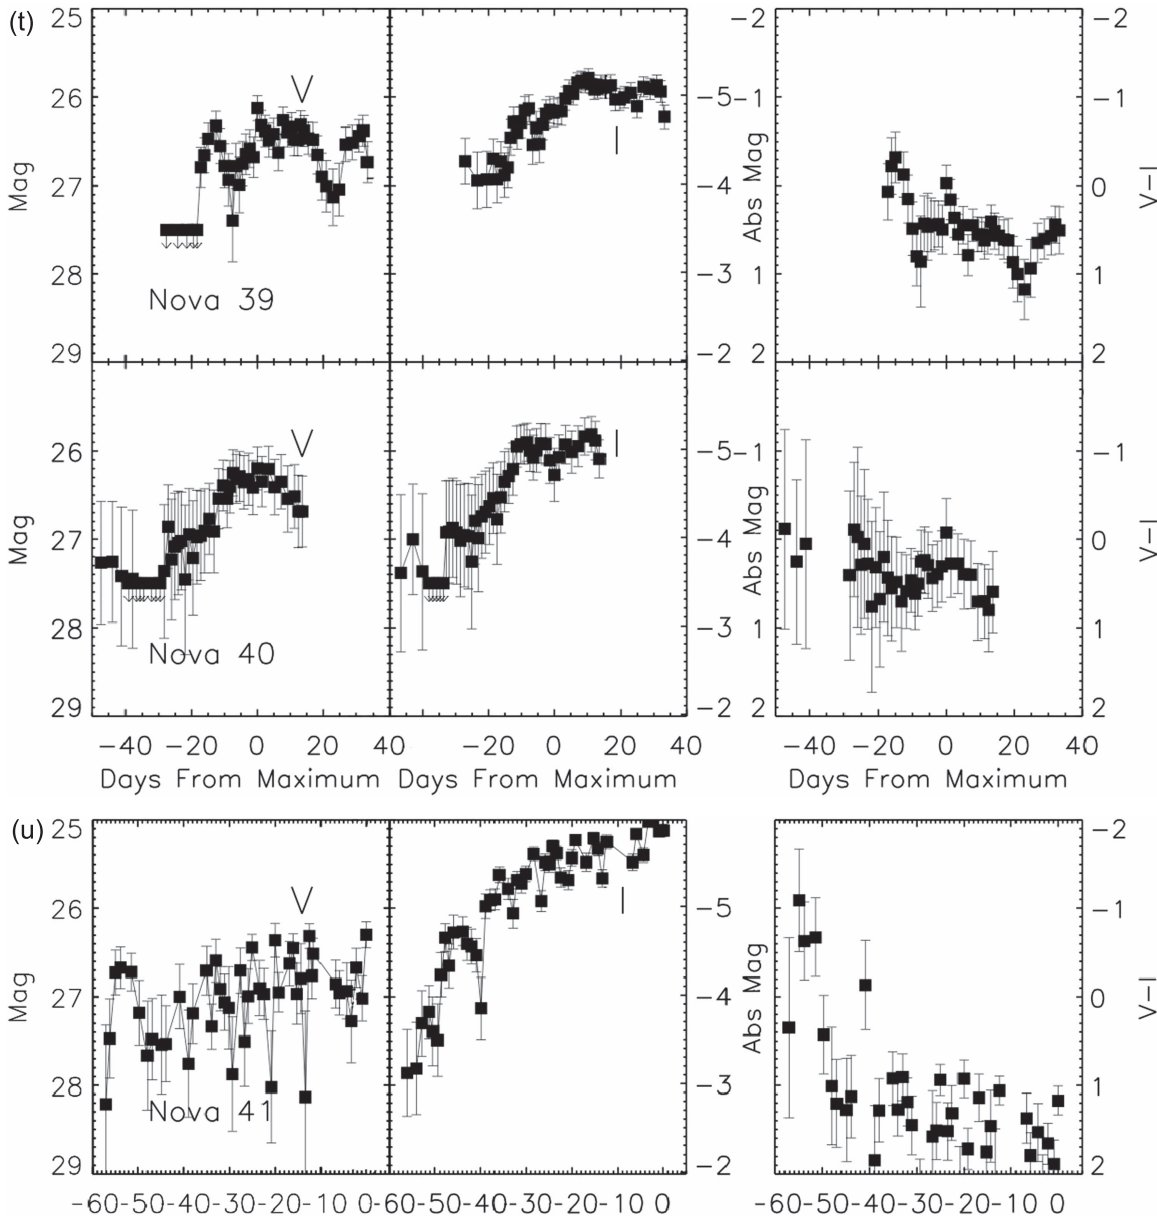 (t)
25 -2 -2
26 -5 -1 -1
27 -4 0
28 -3 1 1
29 -2 2 2
Mag
V
I
Abs Mag
V-I
Nova 39
26 -5 -1 -1
27 -4 0
28 -3 1 1
29 -2 2 2
Mag
V
I
Abs Mag
V-I
Nova 40
-40 -20 0 20 -20 0 20 40 -40 -20 0 20 40
Days From Maximum Days From Maximum Days From Maximum
(u)
25 -2
26 -5 -1
27 -4 0
28 -3 1
29 -2 2
Mag
V
I
Abs Mag
V-I
Nova 41
-60-50-40-30-20-10 0-60-50-40-30-20-10 0 -60-50-40-30-20-10 0